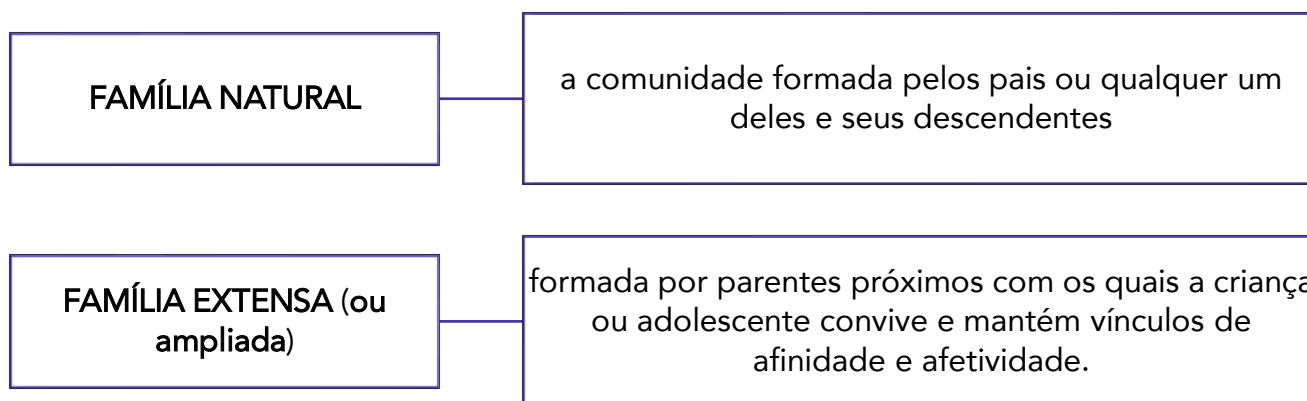 FAMÍLIA NATURAL
a comunidade formada pelos pais ou qualquer um
deles e seus descendentes
FAMÍLIA EXTENSA (ou
ampliada)
formada por parentes próximos com os quais a criança
ou adolescente convive e mantém vínculos de
afinidade e afetividade.